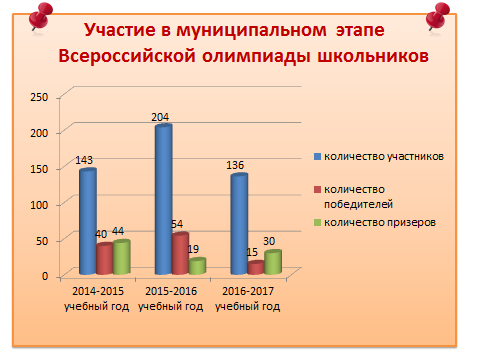 Участие в муниципальном этапе
Всероссийской олимпиады школьников
250
200
150
100
50
0
143
40
44
204
54
19
136
15
30
2014-2015
учебный год
2015-2016
учебный год
2016-2017
учебный год
количество участников
количество
победителей
количество призеров